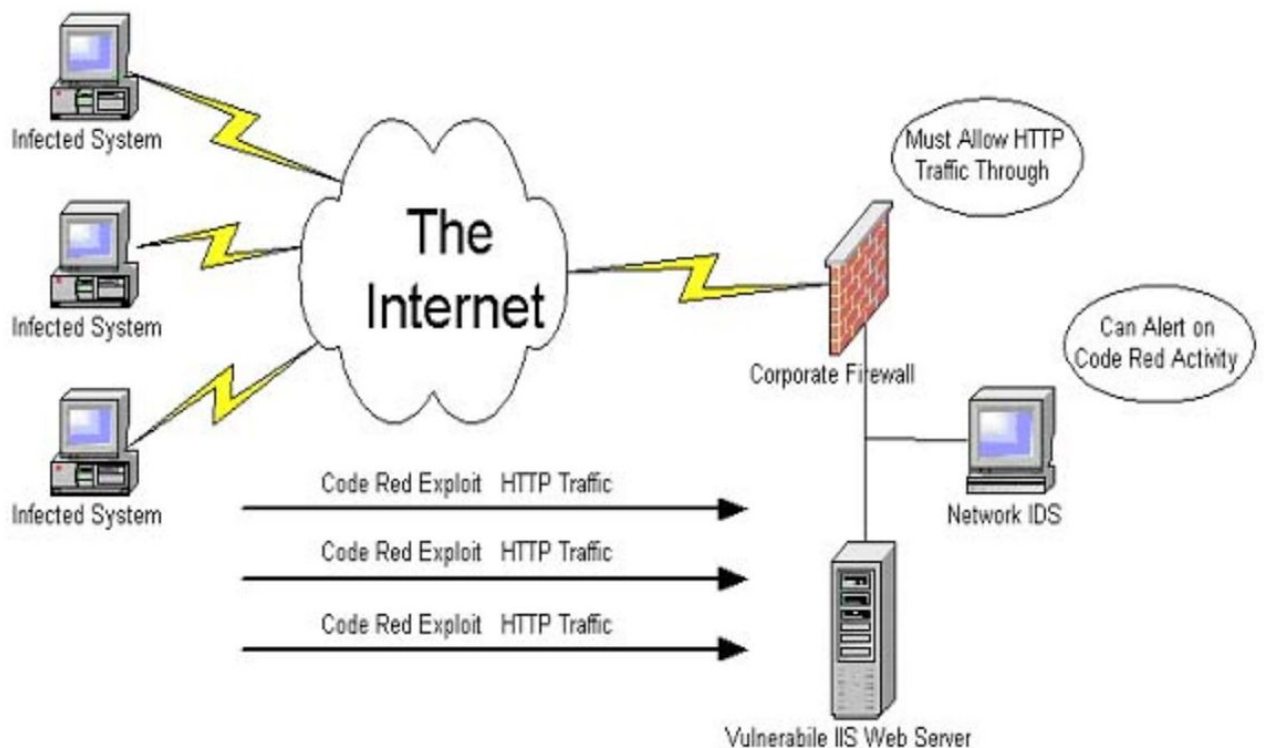 Infected System
Infected System
Infected System
The
Internet
Must Allow HTTP
Traffic Through
Corporate Firewall
Can Alert on
Code Red Activity
Network IDS
Code Red Exploit HTTP Traffic
Code Red Exploit HTTP Traffic
Code Red Exploit HTTP Traffic
Vulnerabile IIS Web Server